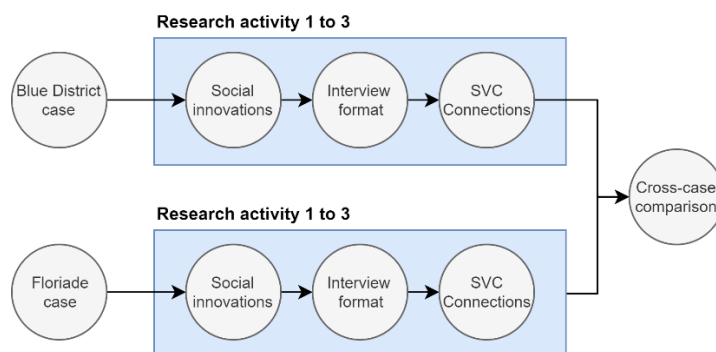 Research activity 1 to 3
Blue District
case
Social
innovations
Interview
format
SVC
Connections
Cross-case
comparison
Research activity 1 to 3
Floriade
case
Social
innovations
Interview
format
SVC
Connections